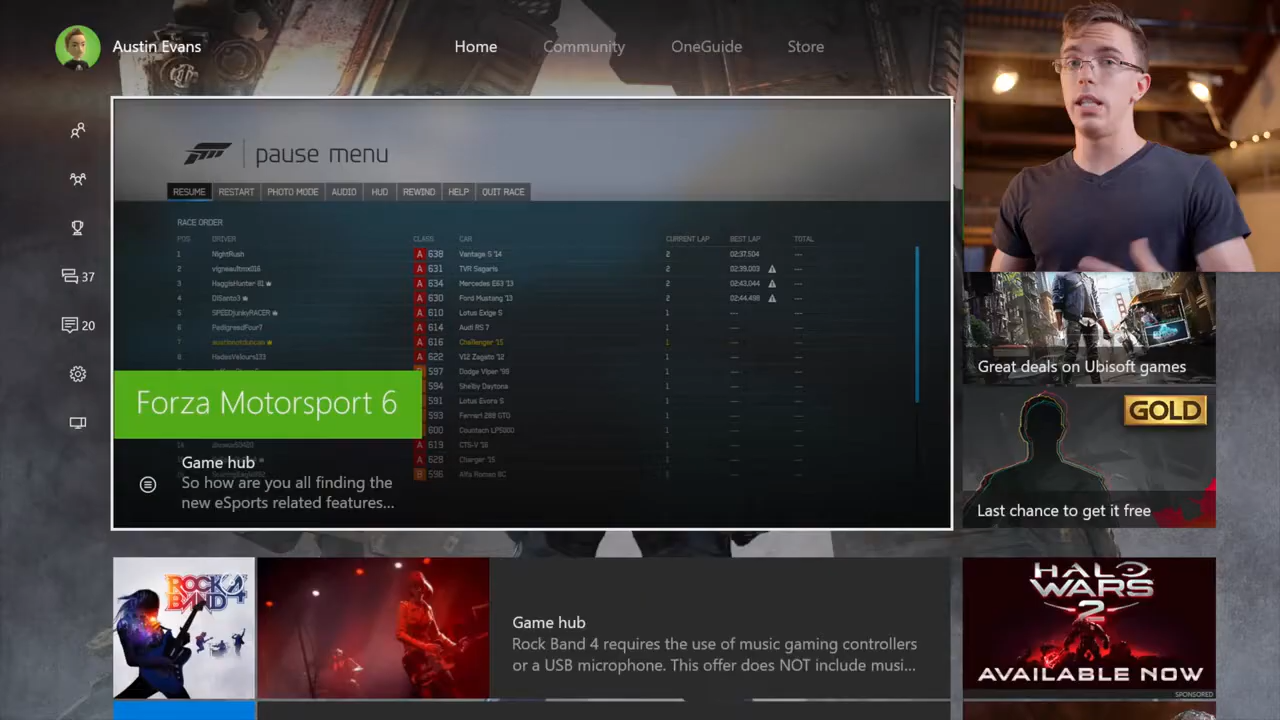 Austin Evans
Home
Community
OneGuide
Store
37
20
pause menu
RESUME RESTART PHOTO MODE AUDIO HUD REWIND HELP QUIT RACE
RACE ORDER
POS DRIVER CLASS CAR CURRENT LAP BEST LAP TOTAL
1 NightRush A 638 Vantage S '14 2 02:37.504 ---
2 A 631 TVR Sagaris 2 02:39.003 ---
3 A 634 Mercedes E63 '13 2 02:43.044 ---
4 DiSanto3 A 630 Ford Mustang '13 2 02:44.498 ---
5 SPEEDjunkyRACER A 610 Lotus Exige S 1 --- ---
6 PedigreedFour7 A 614 Audi RS 7 1 --- ---
7 austinotduncan A 616 Challenger '15 1 --- ---
8 HadesVelours133 A 622 V12 Zagato '12 1 --- ---
597 Dodge Viper '99 1 --- ---
594 Shelby Daytona 1 --- ---
591 Lotus Evora S 1 --- ---
593 Ferrari 288 GTO 1 --- ---
600 Countach LP5000 1 --- ---
14 A 619 CTS-V '16 1 --- ---
A 628 Charger '15 1 --- ---
B 596 Alfa Romeo 8C 1 --- ---
Forza Motorsport 6
Game hub
So how are you all finding the
new eSports related features...
Great deals on Ubisoft games
GOLD
Last chance to get it free
ROCK
BAND 4
Game hub
Rock Band 4 requires the use of music gaming controllers
or a USB microphone. This offer does NOT include musi...
HALO
WARS
2
AVAILABLE NOW
SPONSORED